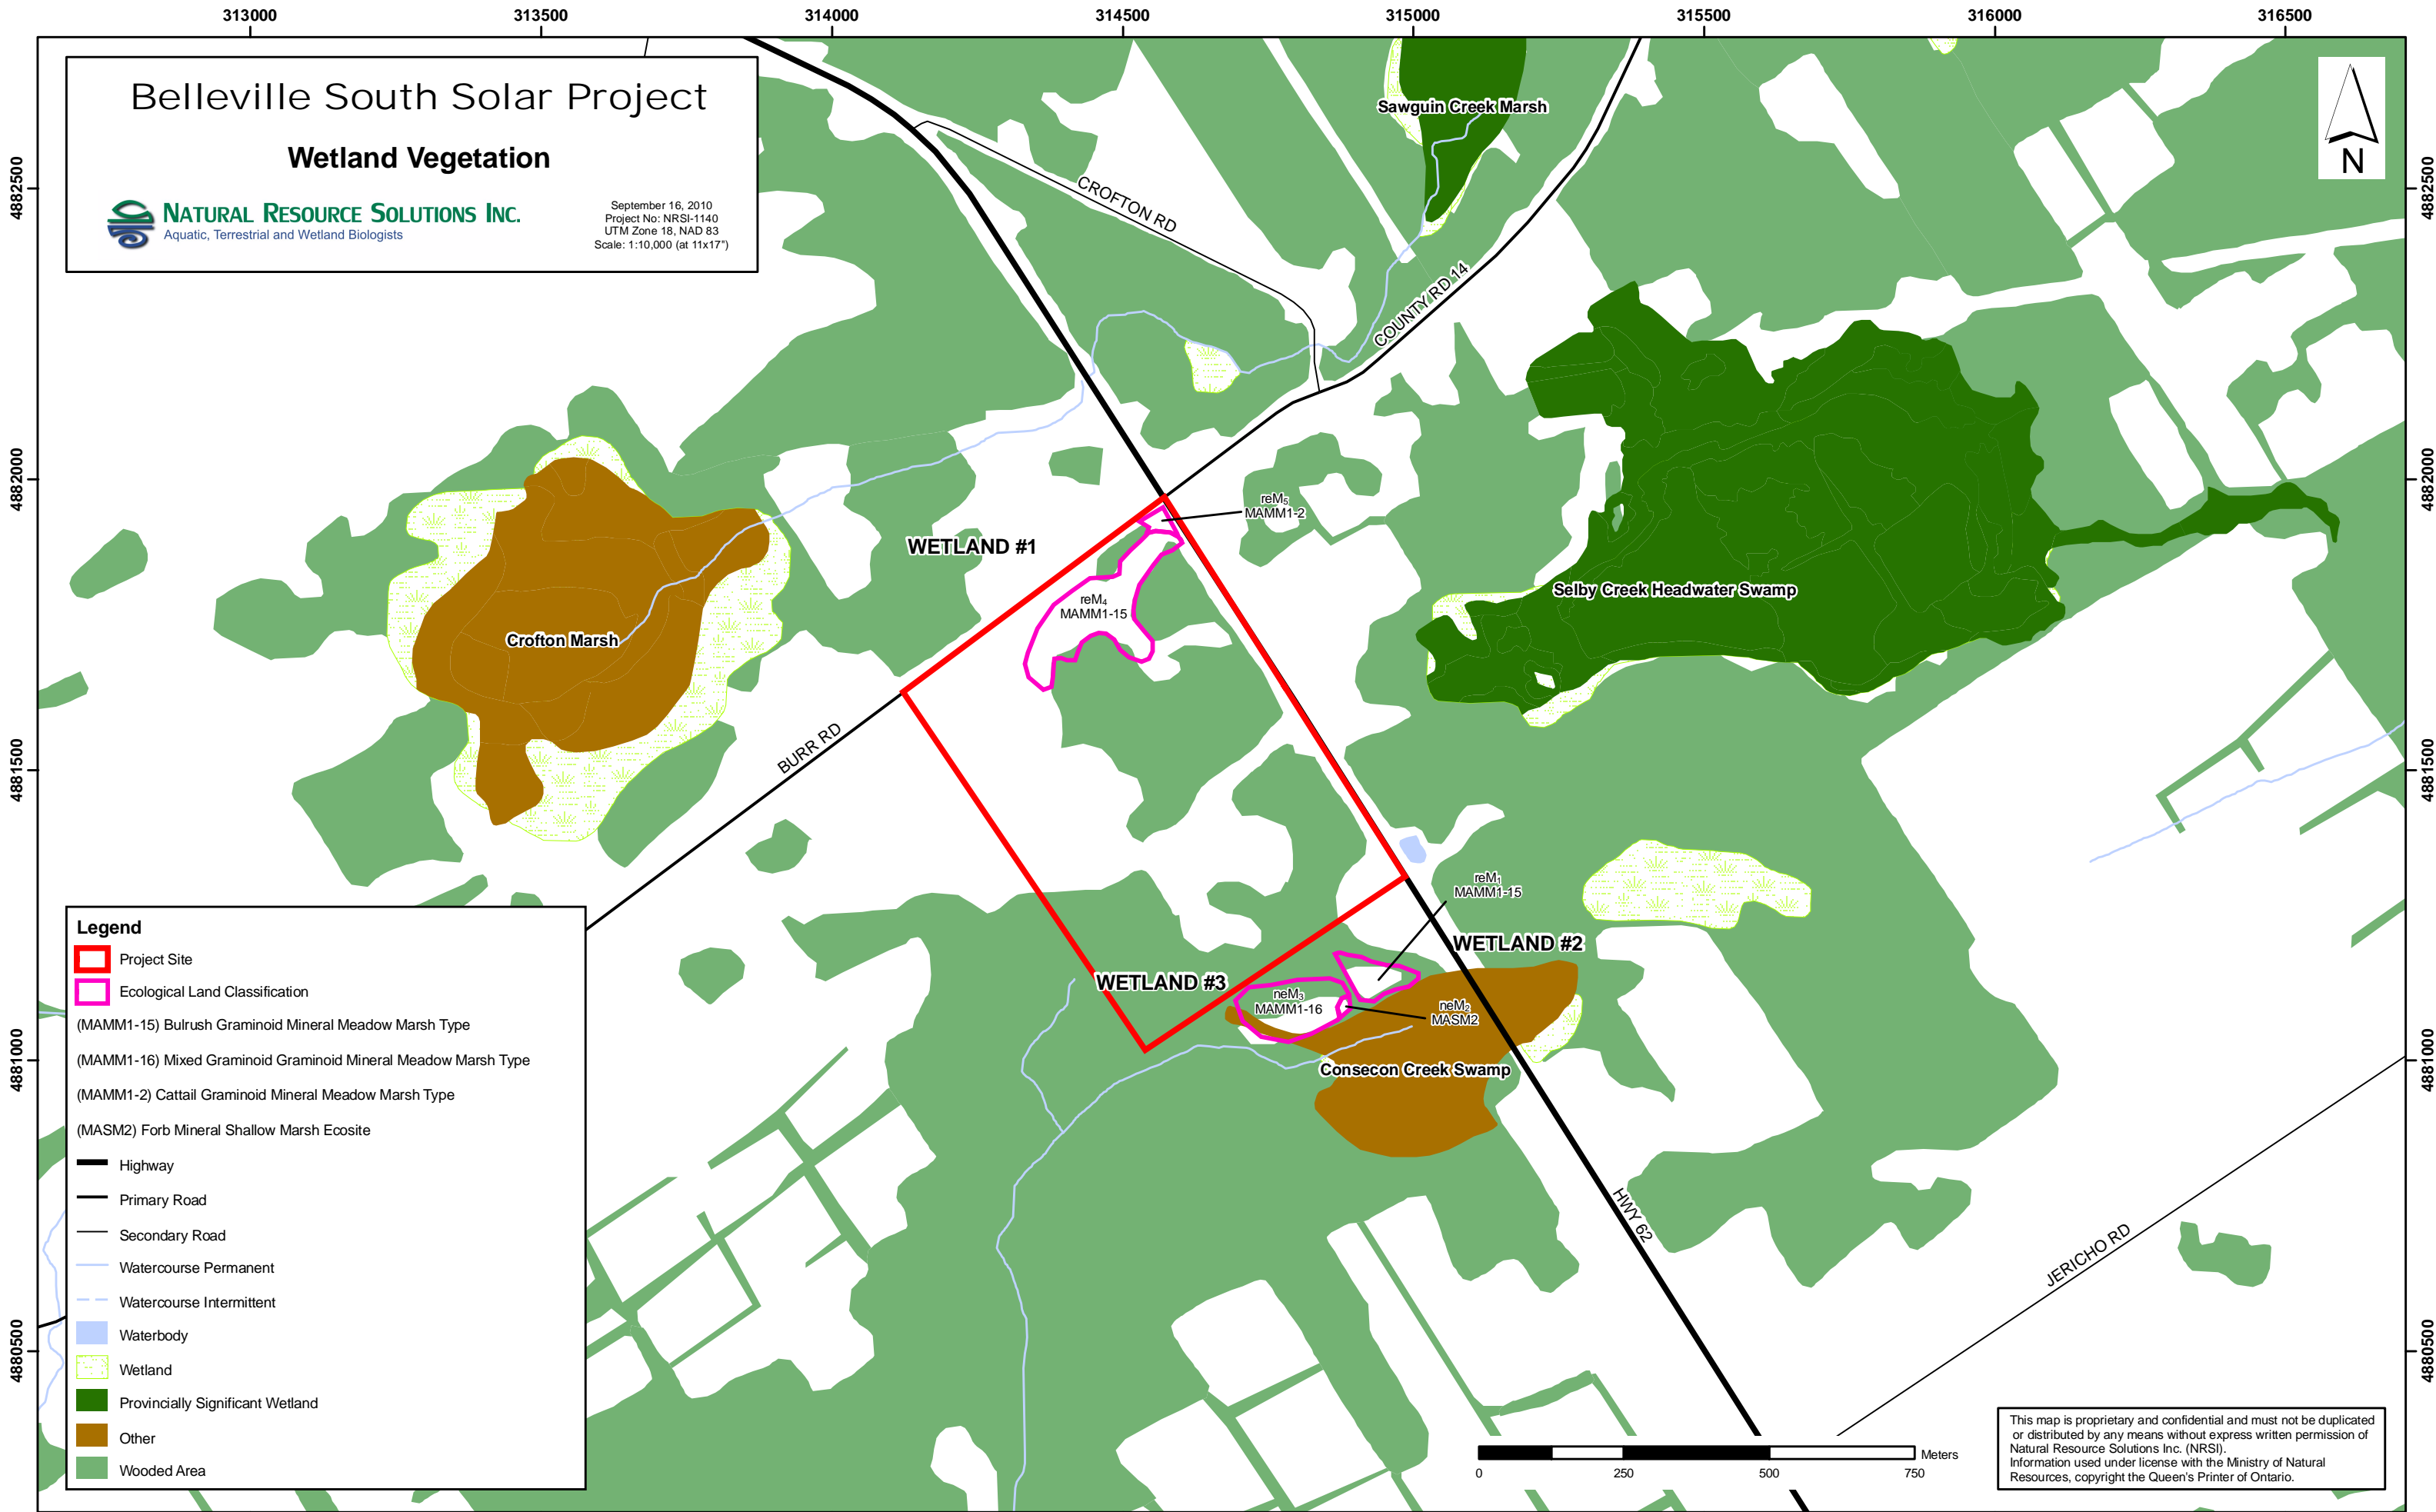 313000 313500 314000 314500 315000 315500 316000 316500
Belleville South Solar Project
Wetland Vegetation
NATURAL RESOURCE SOLUTIONS INC.
Aquatic, Terrestrial and Wetland Biologists
September 16, 2010
Project No: NRSI-1140
UTM Zone 18, NAD 83
Scale: 1:10,000 (at 11x17")
N
4882500
4882500
Sawguin Creek Marsh
CROFTON RD
COUNTY RD 14
4882000
4882000
reM5
MAMM1-2
WETLAND #1
reM4
MAMM1-15
Selby Creek Headwater Swamp
Crofton Marsh
BURR RD
4881500
4881500
reM1
MAMM1-15
WETLAND #2
WETLAND #3
neM3
MAMM1-16
neM2
MASM2
Consecon Creek Swamp
4881000
4881000
HWY 62
JERICHO RD
4880500
4880500
Legend
Project Site
Ecological Land Classification
(MAMM1-15) Bulrush Graminoid Mineral Meadow Marsh Type
(MAMM1-16) Mixed Graminoid Graminoid Mineral Meadow Marsh Type
(MAMM1-2) Cattail Graminoid Mineral Meadow Marsh Type
(MASM2) Forb Mineral Shallow Marsh Ecosite
Highway
Primary Road
Secondary Road
Watercourse Permanent
Watercourse Intermittent
Waterbody
Wetland
Provincially Significant Wetland
Other
Wooded Area
Meters
0 250 500 750
This map is proprietary and confidential and must not be duplicated
or distributed by any means without express written permission of
Natural Resource Solutions Inc. (NRSI).
Information used under license with the Ministry of Natural
Resources, copyright the Queen's Printer of Ontario.